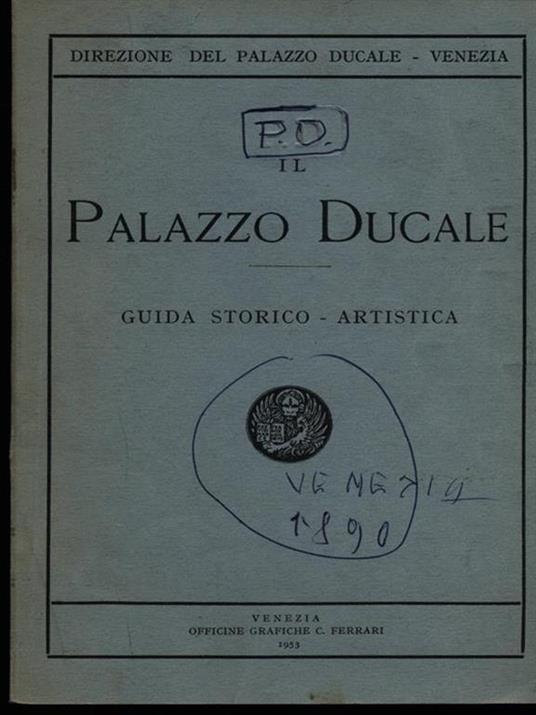 DIREZIONE DEL PALAZZO DUCALE - VENEZIA
P.D.
IL
PALAZZO DUCALE
GUIDA STORICO - ARTISTICA
VENEZIA
1890
VENEZIA
OFFICINE GRAFICHE C. FERRARI
1953